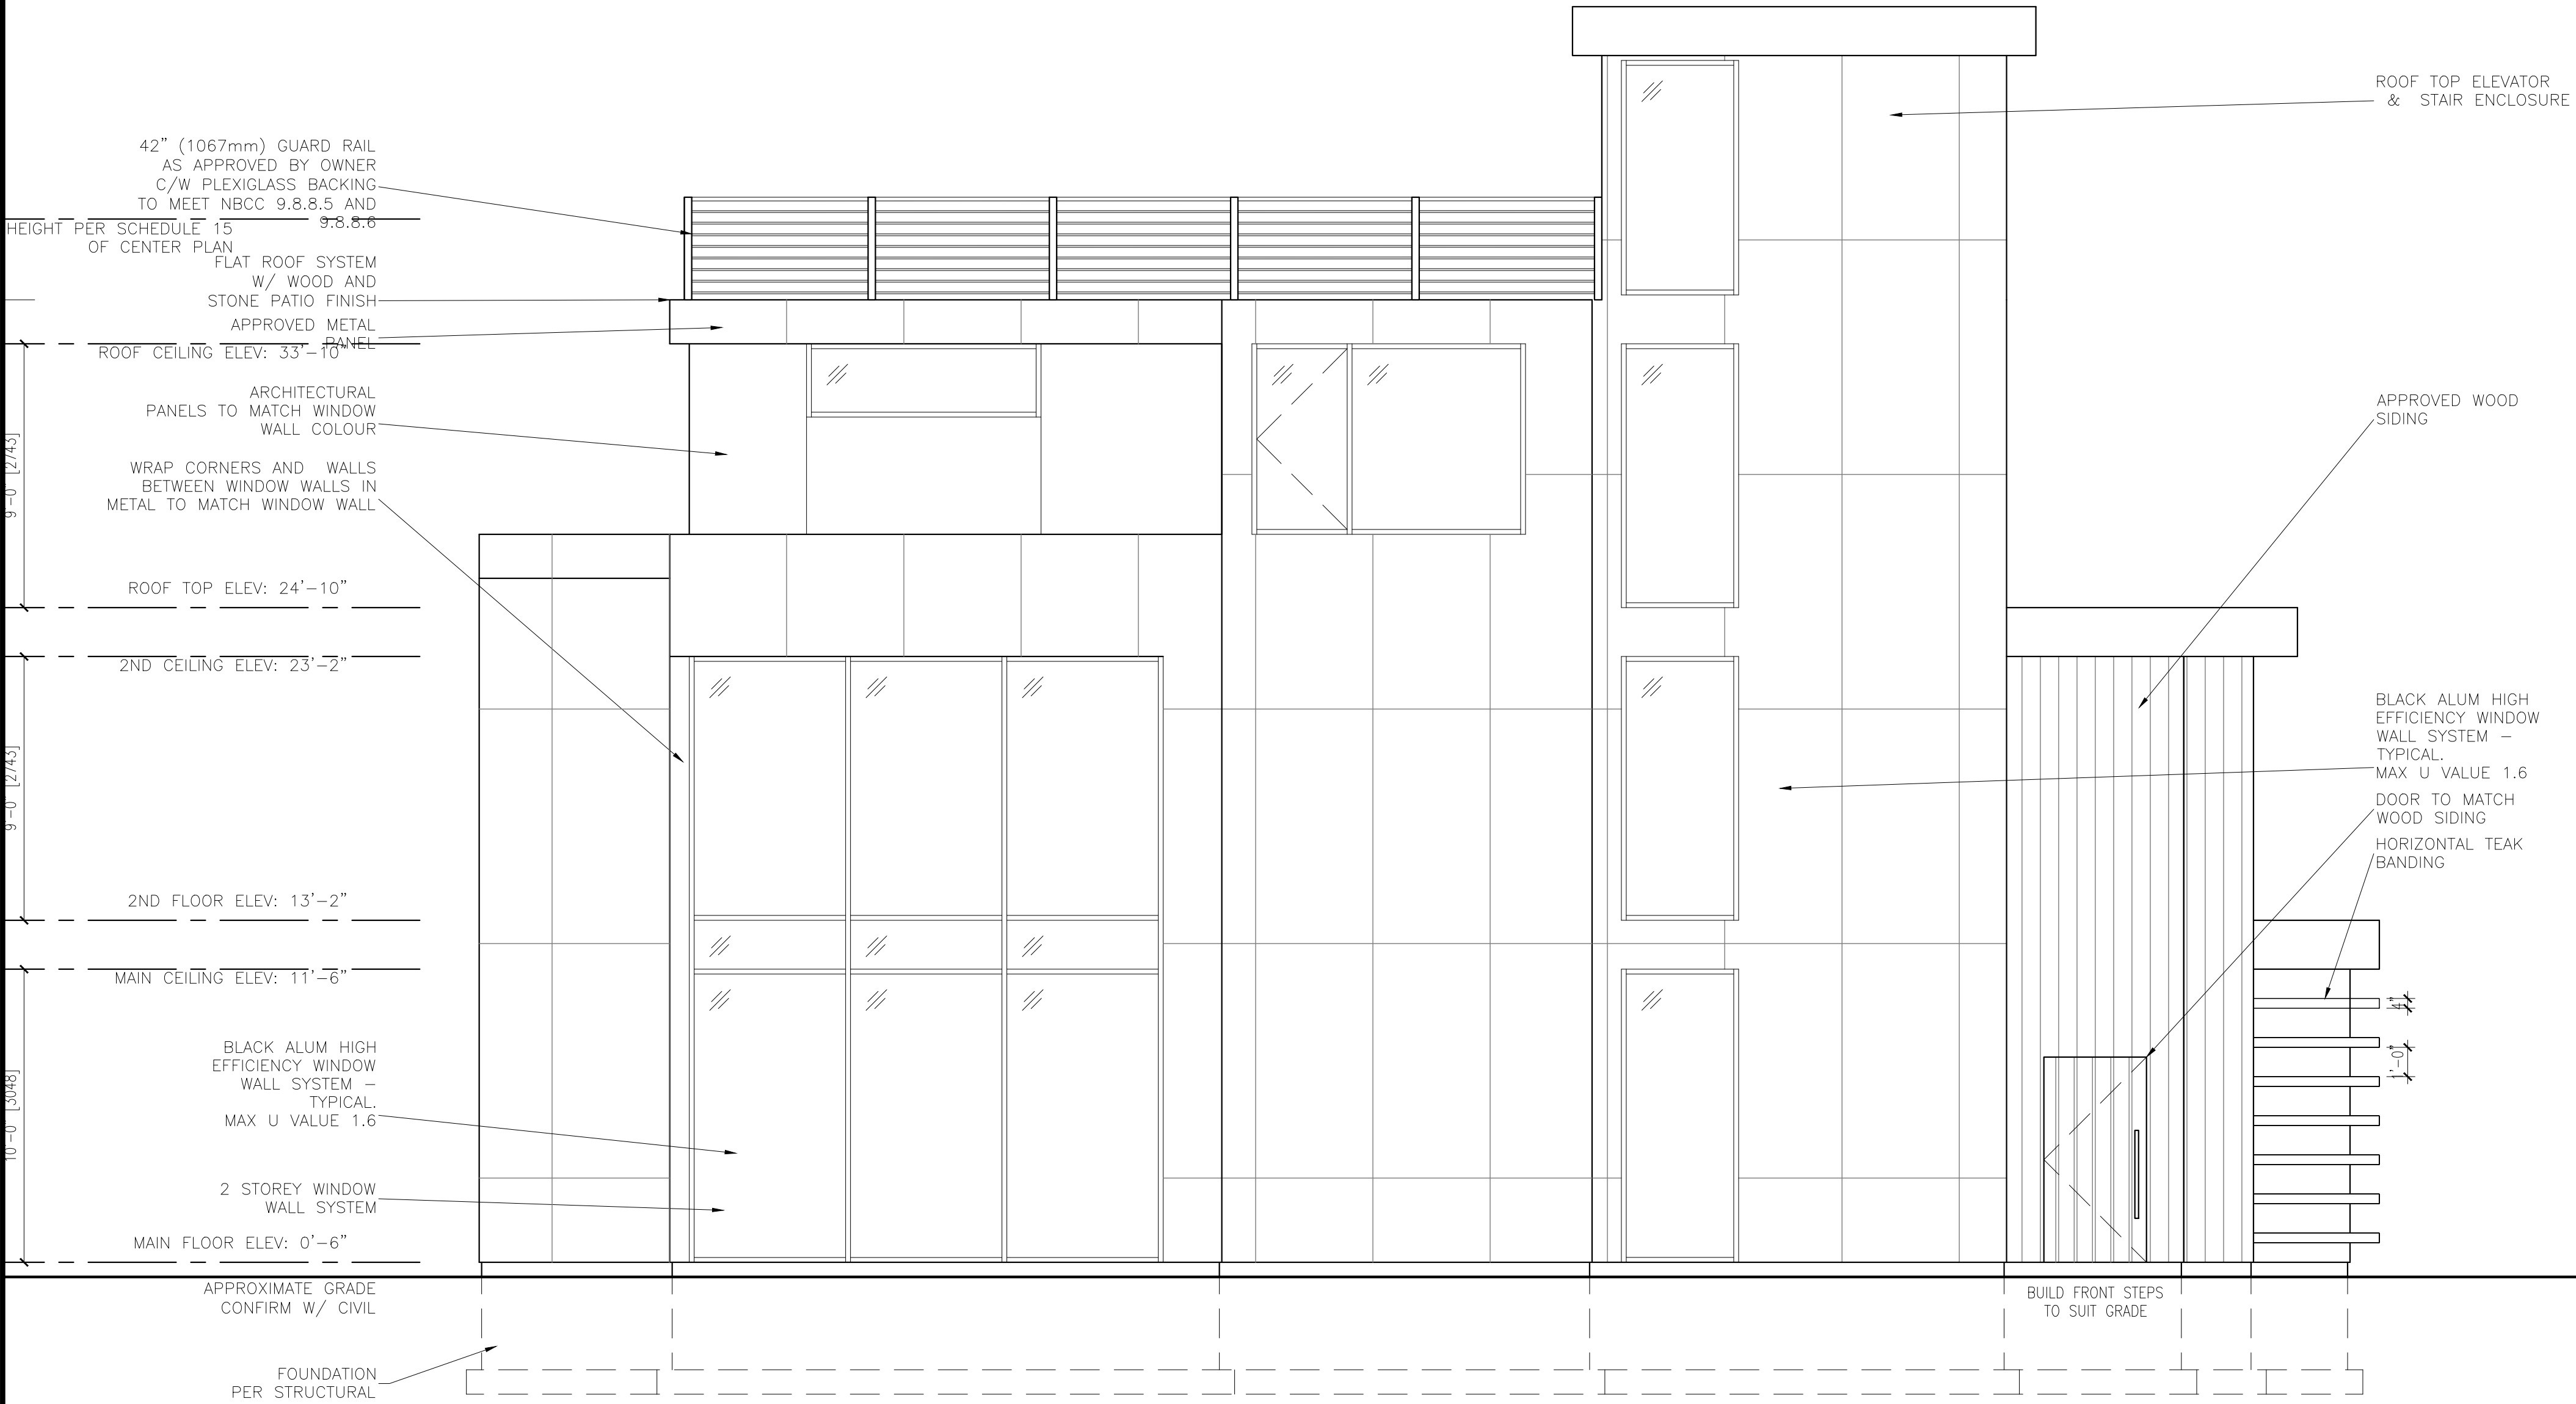 42" (1067mm) GUARD RAIL
AS APPROVED BY OWNER
C/W PLEXIGLASS BACKING
TO MEET NBCC 9.8.8.5 AND
9.8.8.6
HEIGHT PER SCHEDULE 15
OF CENTER PLAN
FLAT ROOF SYSTEM
W/ WOOD AND
STONE PATIO FINISH
APPROVED METAL
PANEL
ROOF CEILING ELEV: 33'-10"
ARCHITECTURAL
PANELS TO MATCH WINDOW
WALL COLOUR
9'-0" [2743]
WRAP CORNERS AND WALLS
BETWEEN WINDOW WALLS IN
METAL TO MATCH WINDOW WALL
ROOF TOP ELEV: 24'-10"
2ND CEILING ELEV: 23'-2"
9'-0" [2743]
2ND FLOOR ELEV: 13'-2"
MAIN CEILING ELEV: 11'-6"
BLACK ALUM HIGH
EFFICIENCY WINDOW
WALL SYSTEM –
TYPICAL.
MAX U VALUE 1.6
10'-0" [3048]
2 STOREY WINDOW
WALL SYSTEM
MAIN FLOOR ELEV: 0'-6"
APPROXIMATE GRADE
CONFIRM W/ CIVIL
FOUNDATION
PER STRUCTURAL
ROOF TOP ELEVATOR
& STAIR ENCLOSURE
APPROVED WOOD
SIDING
BLACK ALUM HIGH
EFFICIENCY WINDOW
WALL SYSTEM –
TYPICAL.
MAX U VALUE 1.6
DOOR TO MATCH
WOOD SIDING
HORIZONTAL TEAK
BANDING
4"
1'-0"
BUILD FRONT STEPS
TO SUIT GRADE